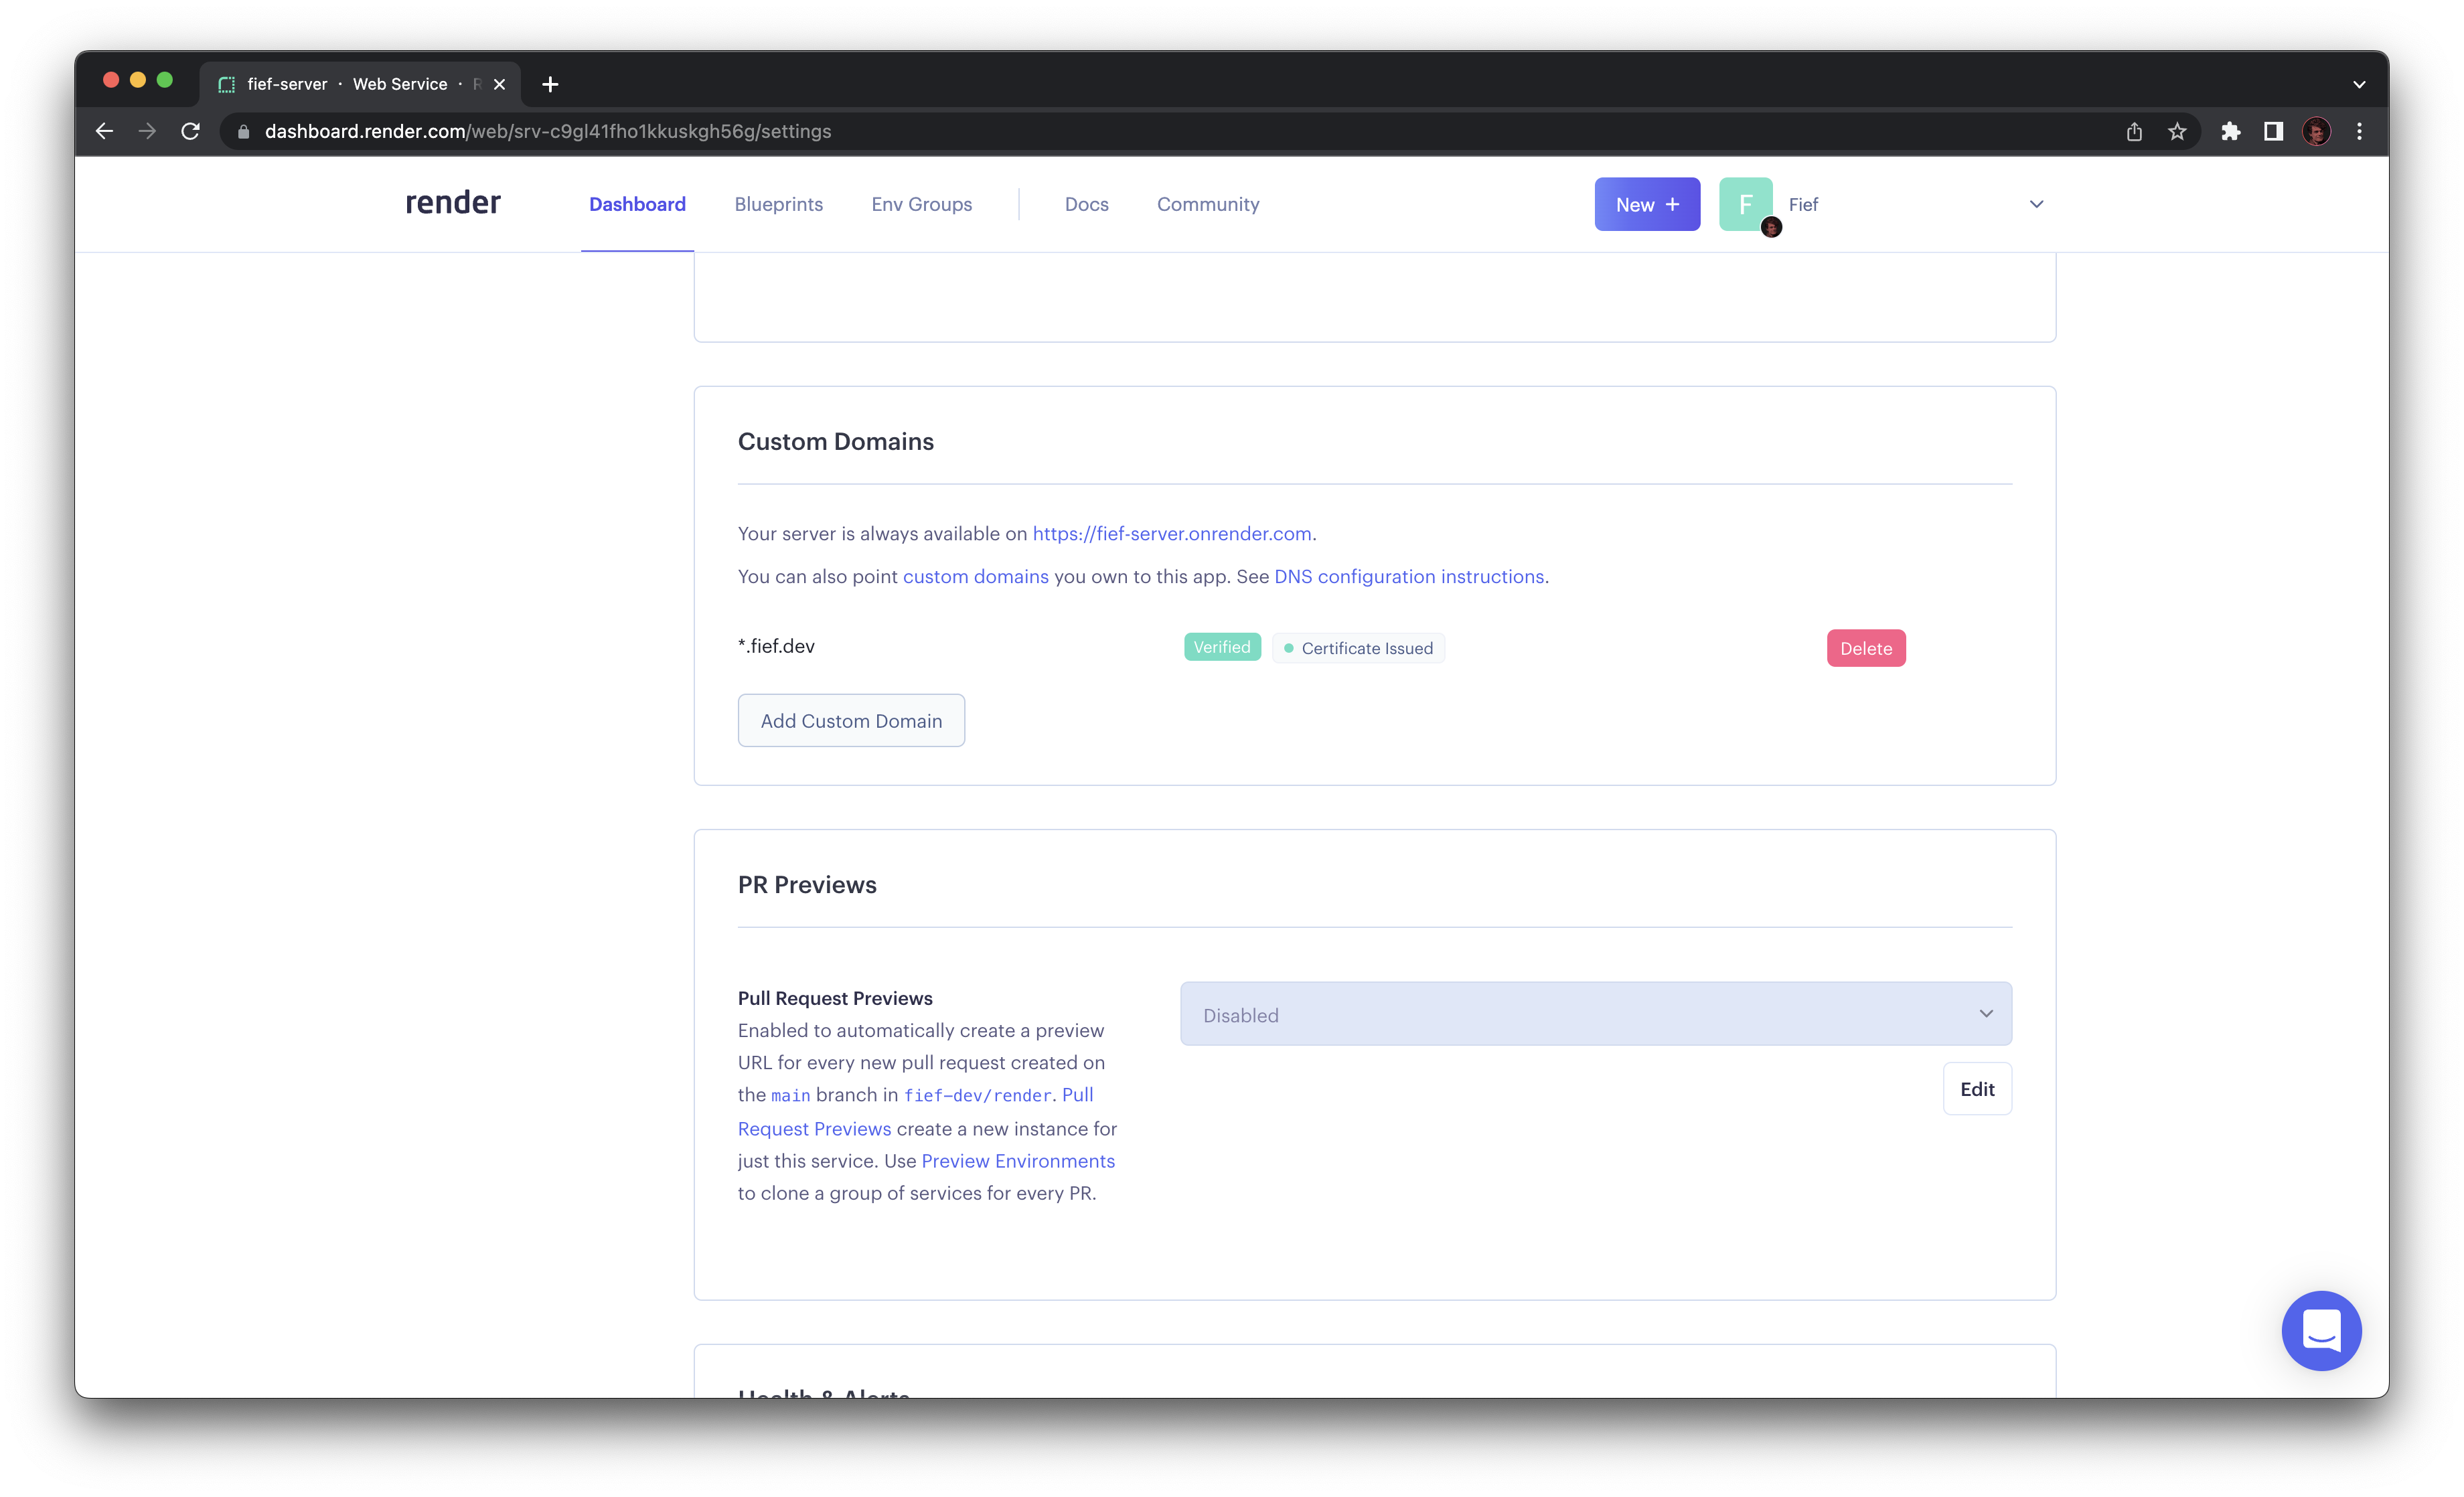 fief-server · Web Service · R
dashboard.render.com/web/srv-c9gl41fho1kkuskgh56g/settings
render
Dashboard
Blueprints
Env Groups
Docs
Community
New +
F
Fief
Custom Domains
Your server is always available on https://fief-server.onrender.com.
You can also point custom domains you own to this app. See DNS configuration instructions.
*.fief.dev
Verified
Certificate Issued
Delete
Add Custom Domain
PR Previews
Pull Request Previews
Enabled to automatically create a preview
URL for every new pull request created on
the main branch in fief-dev/render. Pull
Request Previews create a new instance for
just this service. Use Preview Environments
to clone a group of services for every PR.
Disabled
Edit
Health & Alerts